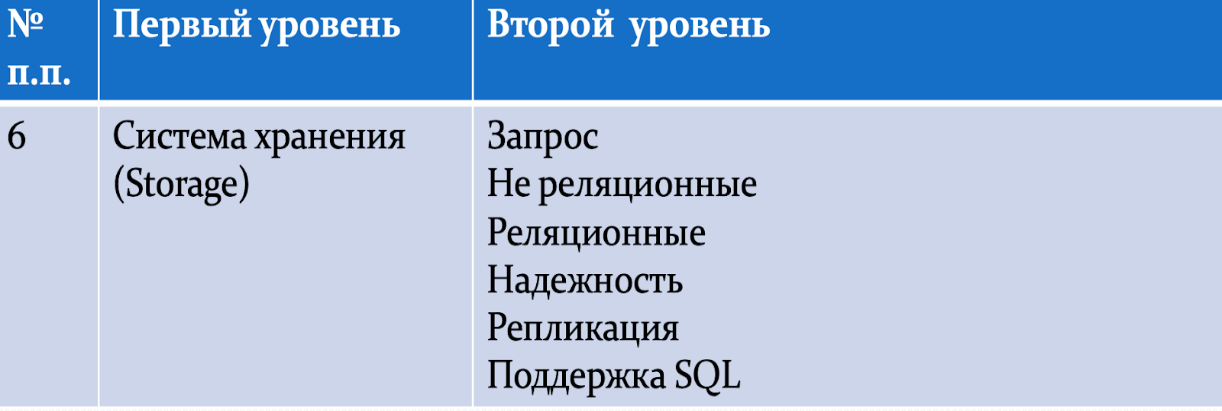 № п.п.
Первый уровень
Второй уровень
6
Система хранения
(Storage)
Запрос
Не реляционные
Реляционные
Надежность
Репликация
Поддержка SQL